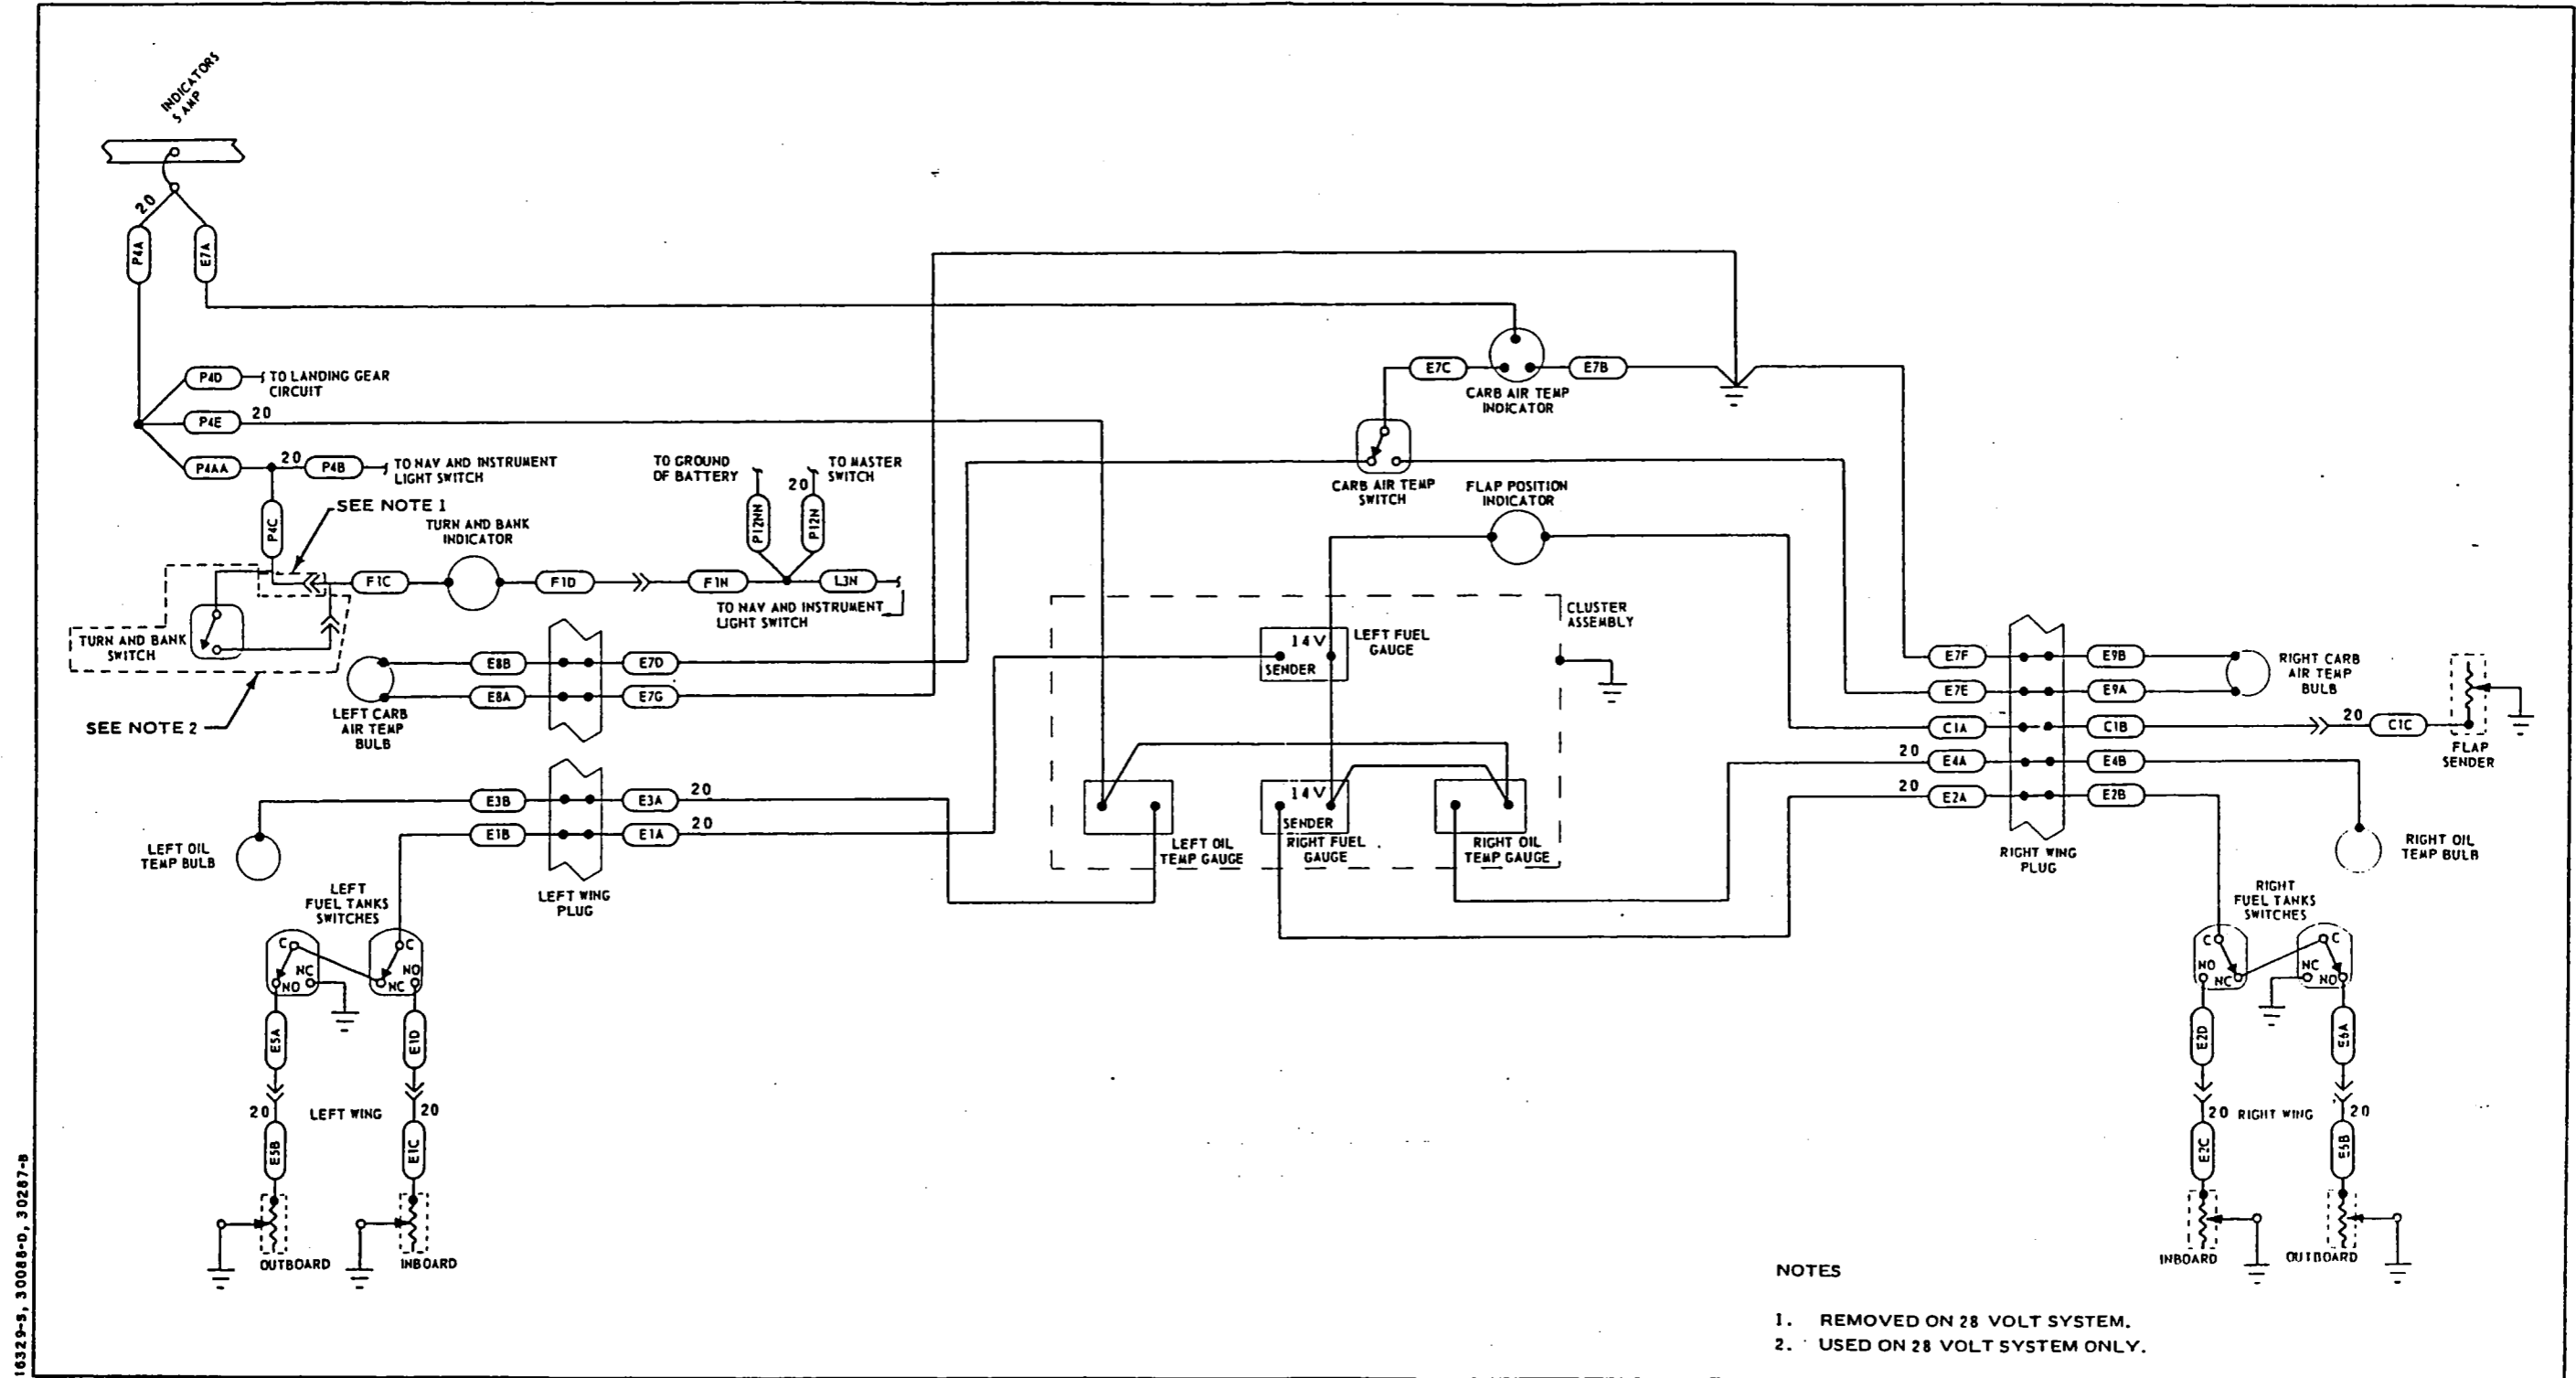 INDICATORS
5 AMP
20
P4A
E7A
P4D
TO LANDING GEAR
CIRCUIT
P4E
20
P4AA
20
P4B
TO NAV AND INSTRUMENT
LIGHT SWITCH
P4C
SEE NOTE 1
TURN AND BANK
INDICATOR
TO GROUND
OF BATTERY
TO MASTER
SWITCH
20
P12NN
P12N
F1C
F1D
F1N
L3N
TO NAV AND INSTRUMENT
LIGHT SWITCH
TURN AND BANK
SWITCH
SEE NOTE 2
E7C
E7B
CARB AIR TEMP
INDICATOR
CARB AIR TEMP
SWITCH
FLAP POSITION
INDICATOR
CLUSTER
ASSEMBLY
14V
SENDER
LEFT FUEL
GAUGE
E8B
E7D
E8A
E7G
LEFT CARB
AIR TEMP
BULB
E3B
E3A
20
E1B
E1A
20
LEFT OIL
TEMP BULB
LEFT WING
PLUG
LEFT OIL
TEMP GAUGE
14V
SENDER
RIGHT FUEL
GAUGE
RIGHT OIL
TEMP GAUGE
E7F
E9B
E7E
E9A
C1A
C1B
20
C1C
20
E4A
E4B
20
E2A
E2B
RIGHT CARB
AIR TEMP
BULB
FLAP
SENDER
RIGHT WING
PLUG
RIGHT OIL
TEMP BULB
LEFT
FUEL TANKS
SWITCHES
C
NC
NO
C
NO
NC
E5A
E1D
20
LEFT WING
20
E5B
E1C
OUTBOARD
INBOARD
RIGHT
FUEL TANKS
SWITCHES
C
NO
NC
C
NC
NO
E2D
E6A
20
RIGHT WING
20
E2C
INBOARD
OUTBOARD
NOTES
1. REMOVED ON 28 VOLT SYSTEM.
2. USED ON 28 VOLT SYSTEM ONLY.
16329-S, 30088-D, 30287-B